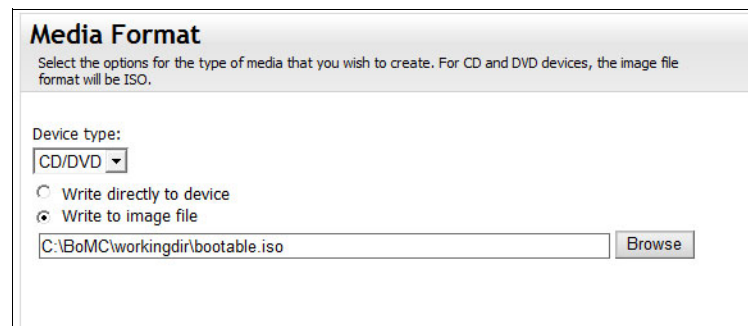 Media Format
Select the options for the type of media that you wish to create. For CD and DVD devices, the image file
format will be ISO.
Device type:
CD/DVD
Write directly to device
Write to image file
C:\BoMC\workingdir\bootable.iso Browse